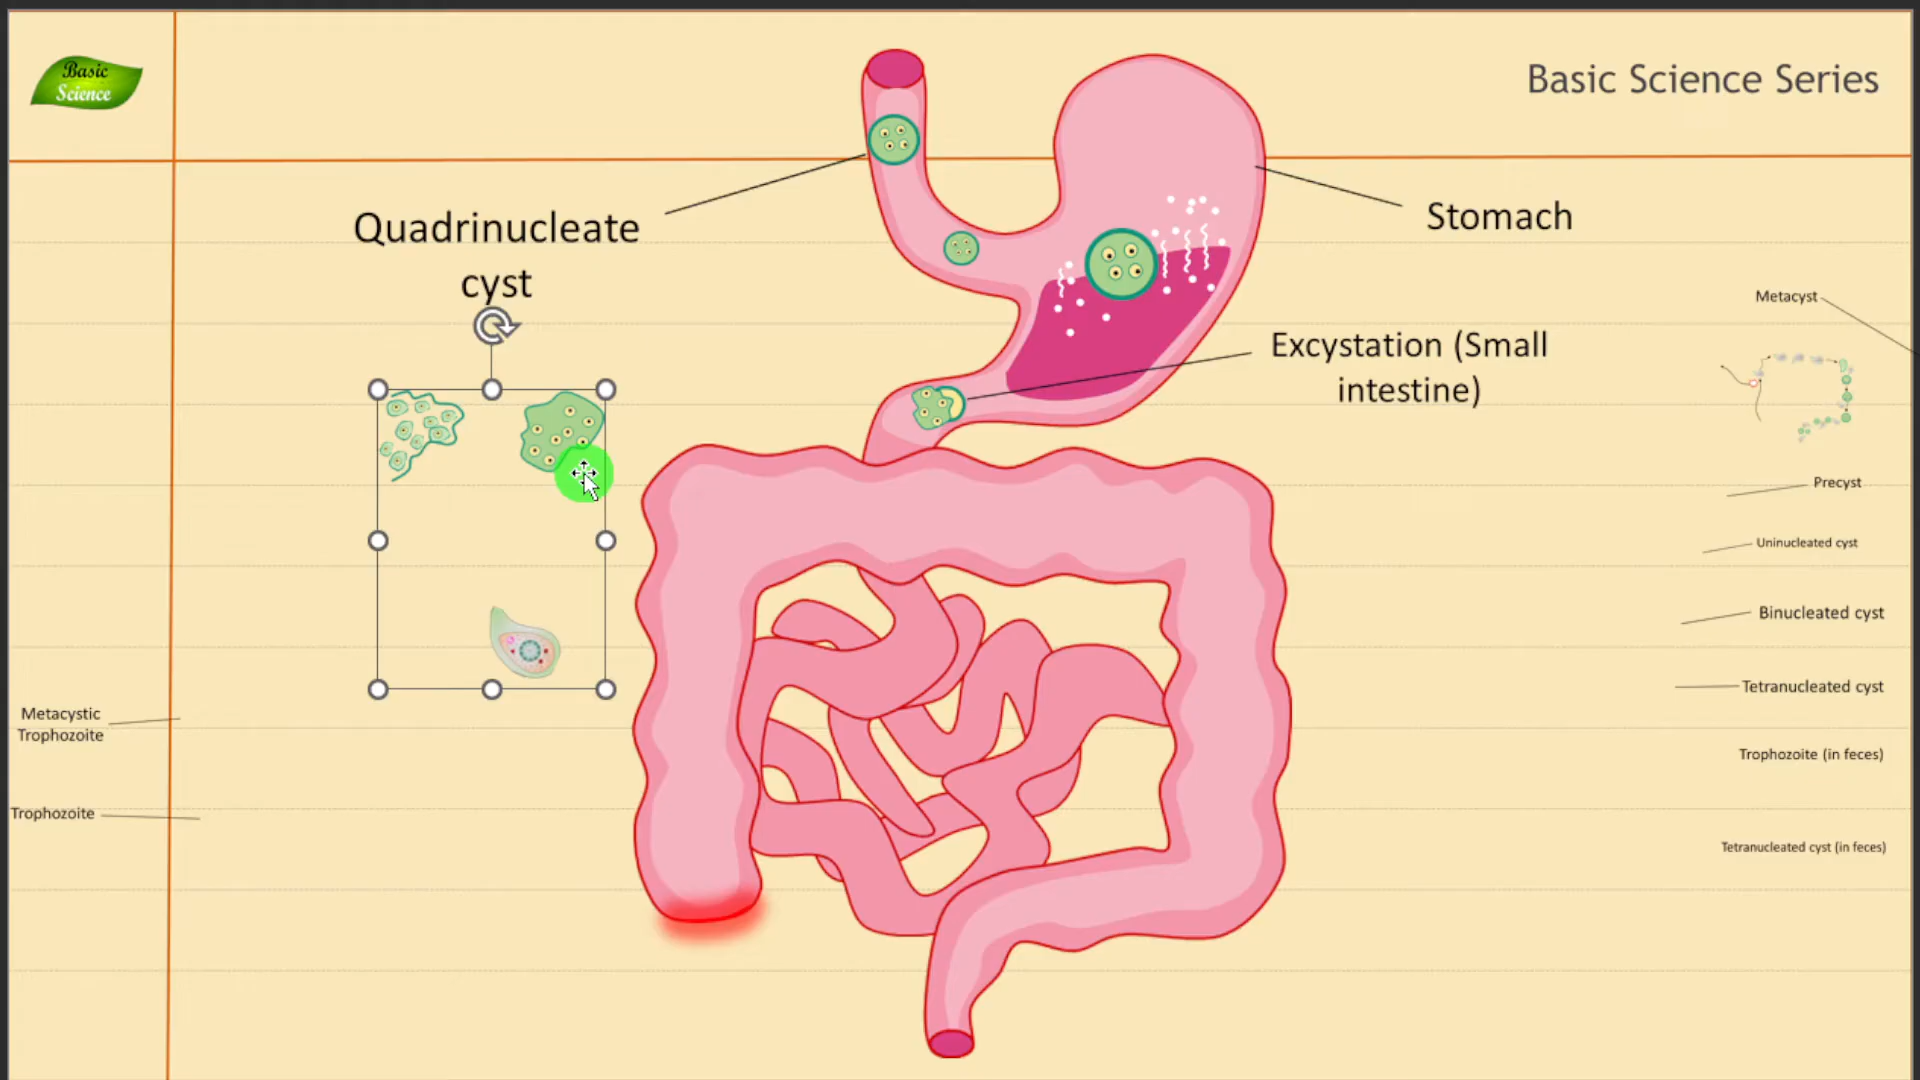 Basic
Science
Basic Science Series
Quadrinucleate
cyst
Stomach
Metacyst
Excystation (Small
intestine)
Precyst
Uninucleated cyst
Binucleated cyst
Tetranucleated cyst
Metacystic
Trophozoite
Trophozoite (in feces)
Trophozoite
Tetranucleated cyst (in feces)